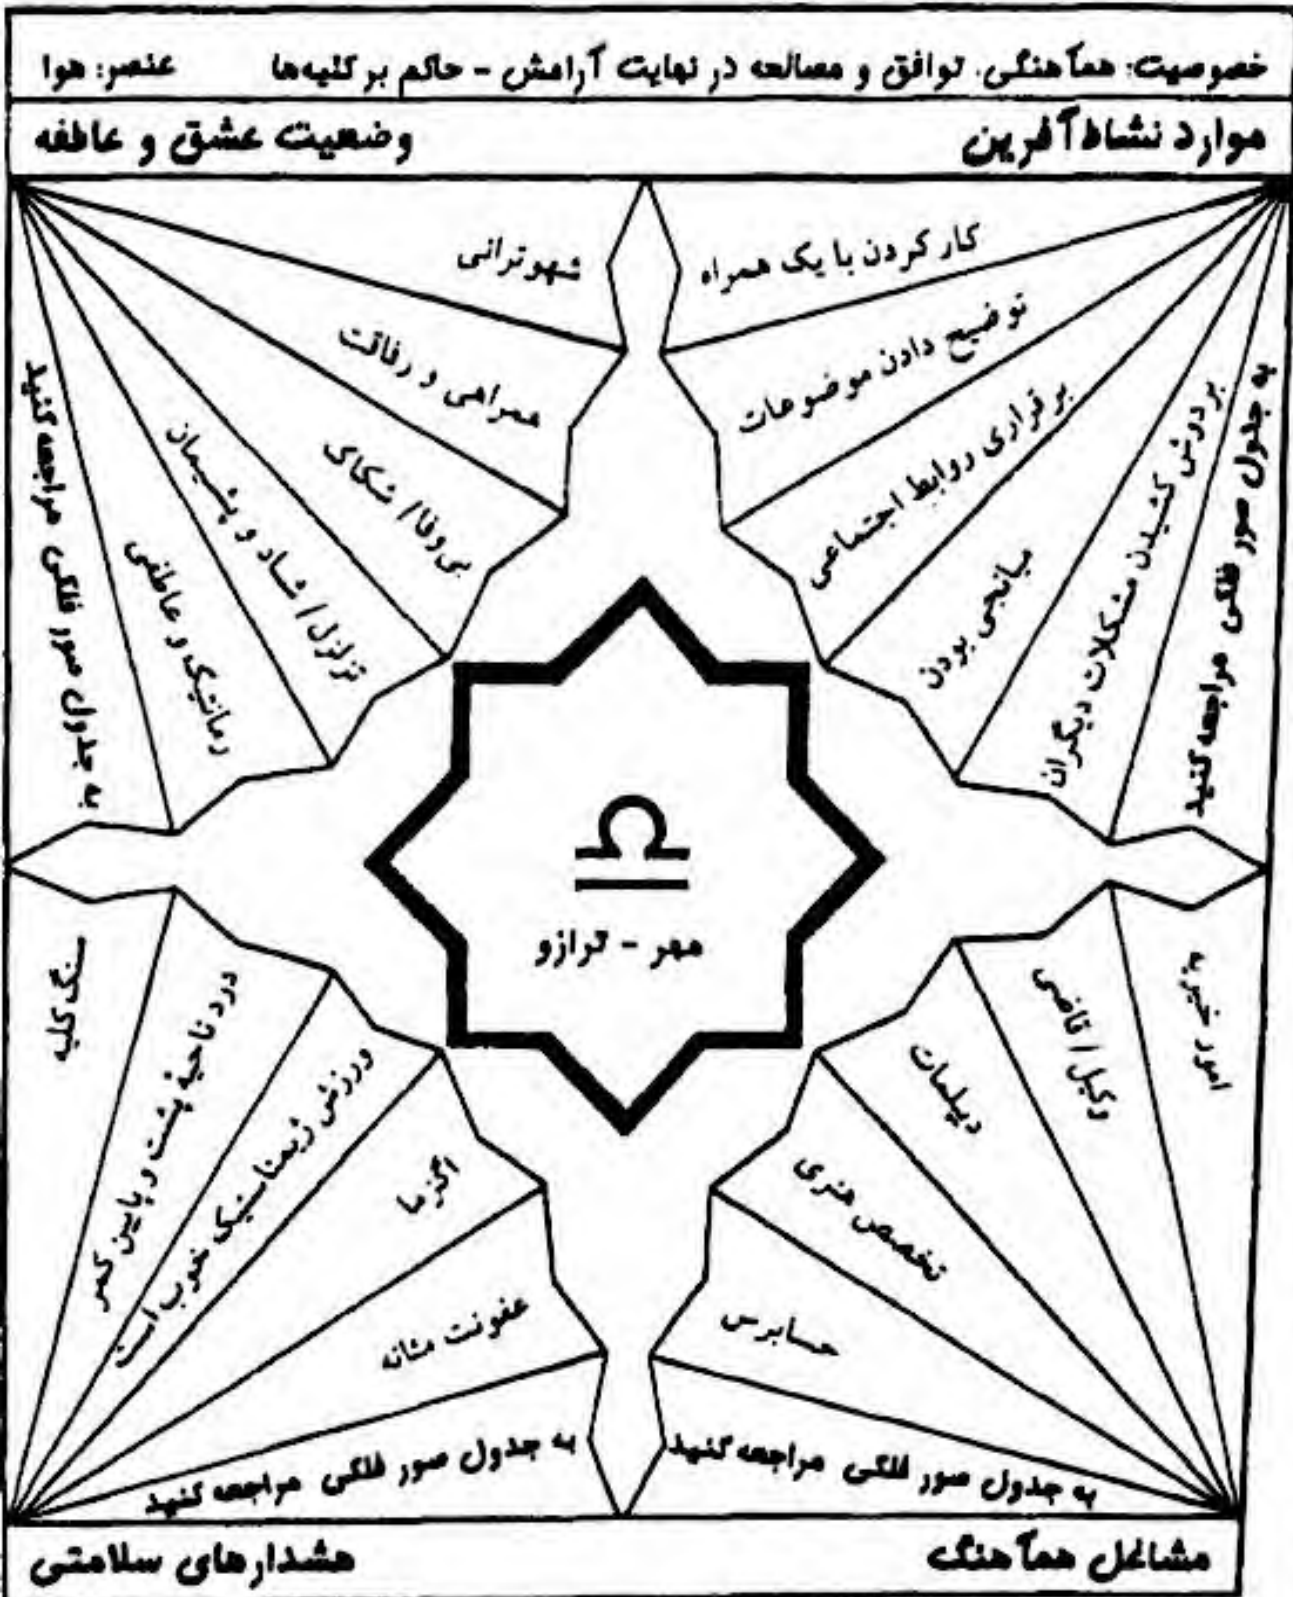 خصوصیت: همآهنگی، توافق و مصالحه در نهایت آرامش - حاکم بر کلیه‌ها
عنصر: هوا
موارد نشاط‌آفرین
وضعیت عشق و عاطفه
کار کردن با یک همراه
توضیح دادن موضوعات
برقراری روابط اجتماعی
میانجی بودن
بر دوش کشیدن مشکلات دیگران
به جدول صور فلکی مراجعه کنید
شهوترانی
همراهی و رفاقت
بی‌وفا / شکاک
تزلزل / شاد و پشیمان
رمانتیک و عاطفی
به جدول صور فلکی مراجعه کنید
مهر - ترازو
امور خیریه
وکیل / قاضی
دیپلمات
تخصص هنری
حسابرس
به جدول صور فلکی مراجعه کنید
سنگ کلیه
درد ناحیهٔ پشت و پایین کمر
ورزش ژیمناستیک خوب است
اگزما
عفونت مثانه
به جدول صور فلکی مراجعه کنید
مشاغل همآهنگ
هشدارهای سلامتی